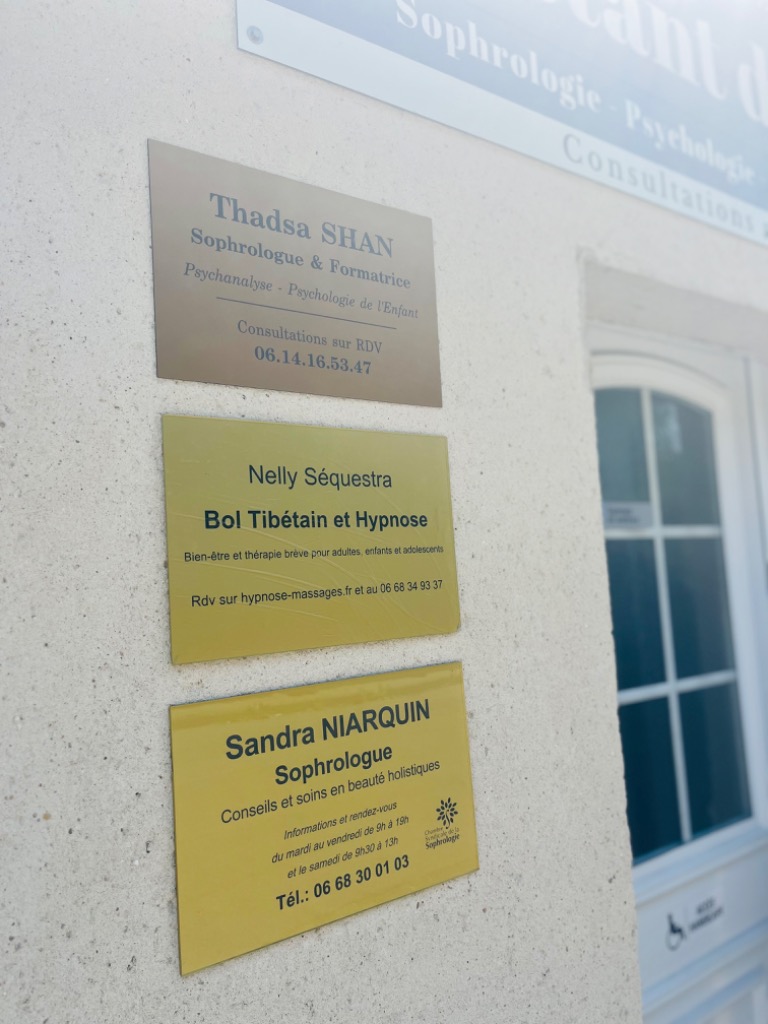 Sophrologie - Psychologie
Consultations
Thadsa SHAN
Sophrologue & Formatrice
Psychanalyse - Psychologie de l'Enfant
Consultations sur RDV
06.14.16.53.47
Nelly Séquestra
Bol Tibétain et Hypnose
Bien-être et thérapie brève pour adultes, enfants et adolescents
Rdv sur hypnose-massages.fr et au 06 68 34 93 37
Sandra NIARQUIN
Sophrologue
Conseils et soins en beauté holistiques
Informations et rendez-vous
du mardi au vendredi de 9h à 19h
et le samedi de 9h30 à 13h
Tél.: 06 68 30 01 03
Chambre
Syndicale de la
Sophrologie